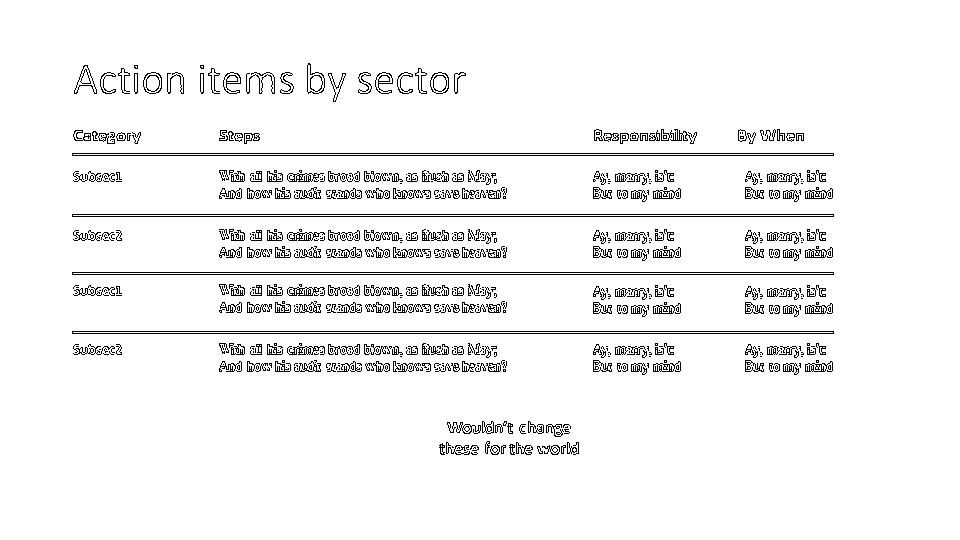 Action items by sector
Category Steps Responsibility By When
Subsec1 With all his crimes broad blown, as flush as May; Ay, marry, is't: Ay, marry, is't:
And how his audit stands who knows save heaven? But to my mind But to my mind
Subsec2 With all his crimes broad blown, as flush as May; Ay, marry, is't: Ay, marry, is't:
And how his audit stands who knows save heaven? But to my mind But to my mind
Subsec1 With all his crimes broad blown, as flush as May; Ay, marry, is't: Ay, marry, is't:
And how his audit stands who knows save heaven? But to my mind But to my mind
Subsec2 With all his crimes broad blown, as flush as May; Ay, marry, is't: Ay, marry, is't:
And how his audit stands who knows save heaven? But to my mind But to my mind
Wouldn't change
these for the world